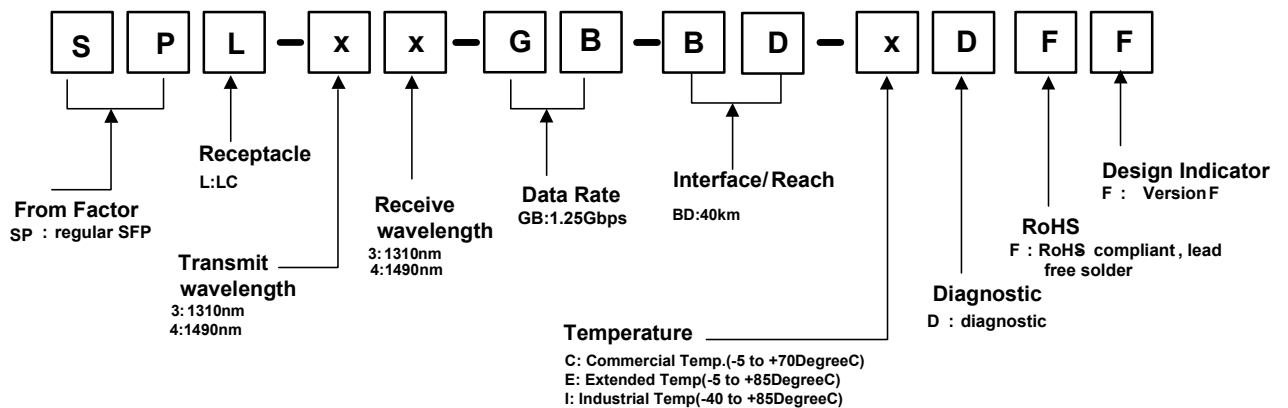 S P L - x x - G B - B D - x D F F
Receptacle
L:LC
From Factor
SP : regular SFP
Transmit
wavelength
3: 1310nm
4:1490nm
Receive
wavelength
3: 1310nm
4:1490nm
Data Rate
GB:1.25Gbps
Interface/ Reach
BD:40km
Temperature
C: Commercial Temp.(-5 to +70DegreeC)
E: Extended Temp(-5 to +85DegreeC)
I: Industrial Temp(-40 to +85DegreeC)
Diagnostic
D : diagnostic
RoHS
F : RoHS compliant , lead
free solder
Design Indicator
F : Version F